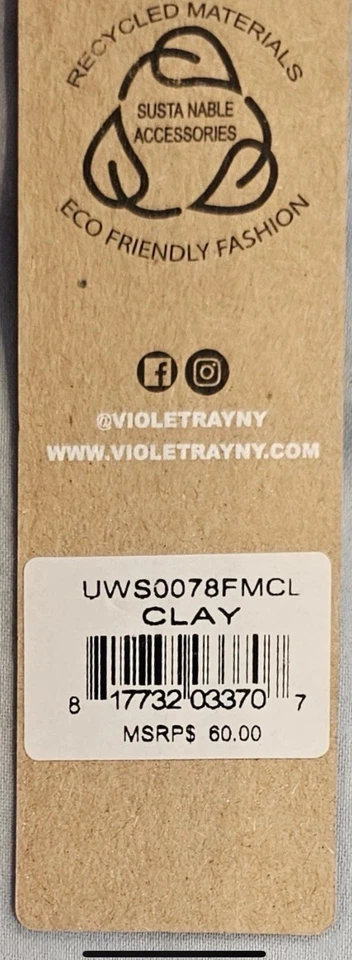 RECYCLED MATERIALS
SUSTA NABLE
ACCESSORIES
ECO FRIENDLY FASHION
@VIOLETRAYNY
WWW.VIOLETRAYNY.COM
UWS0078FMCL
CLAY
8 17732 03370 7
MSRP$ 60.00